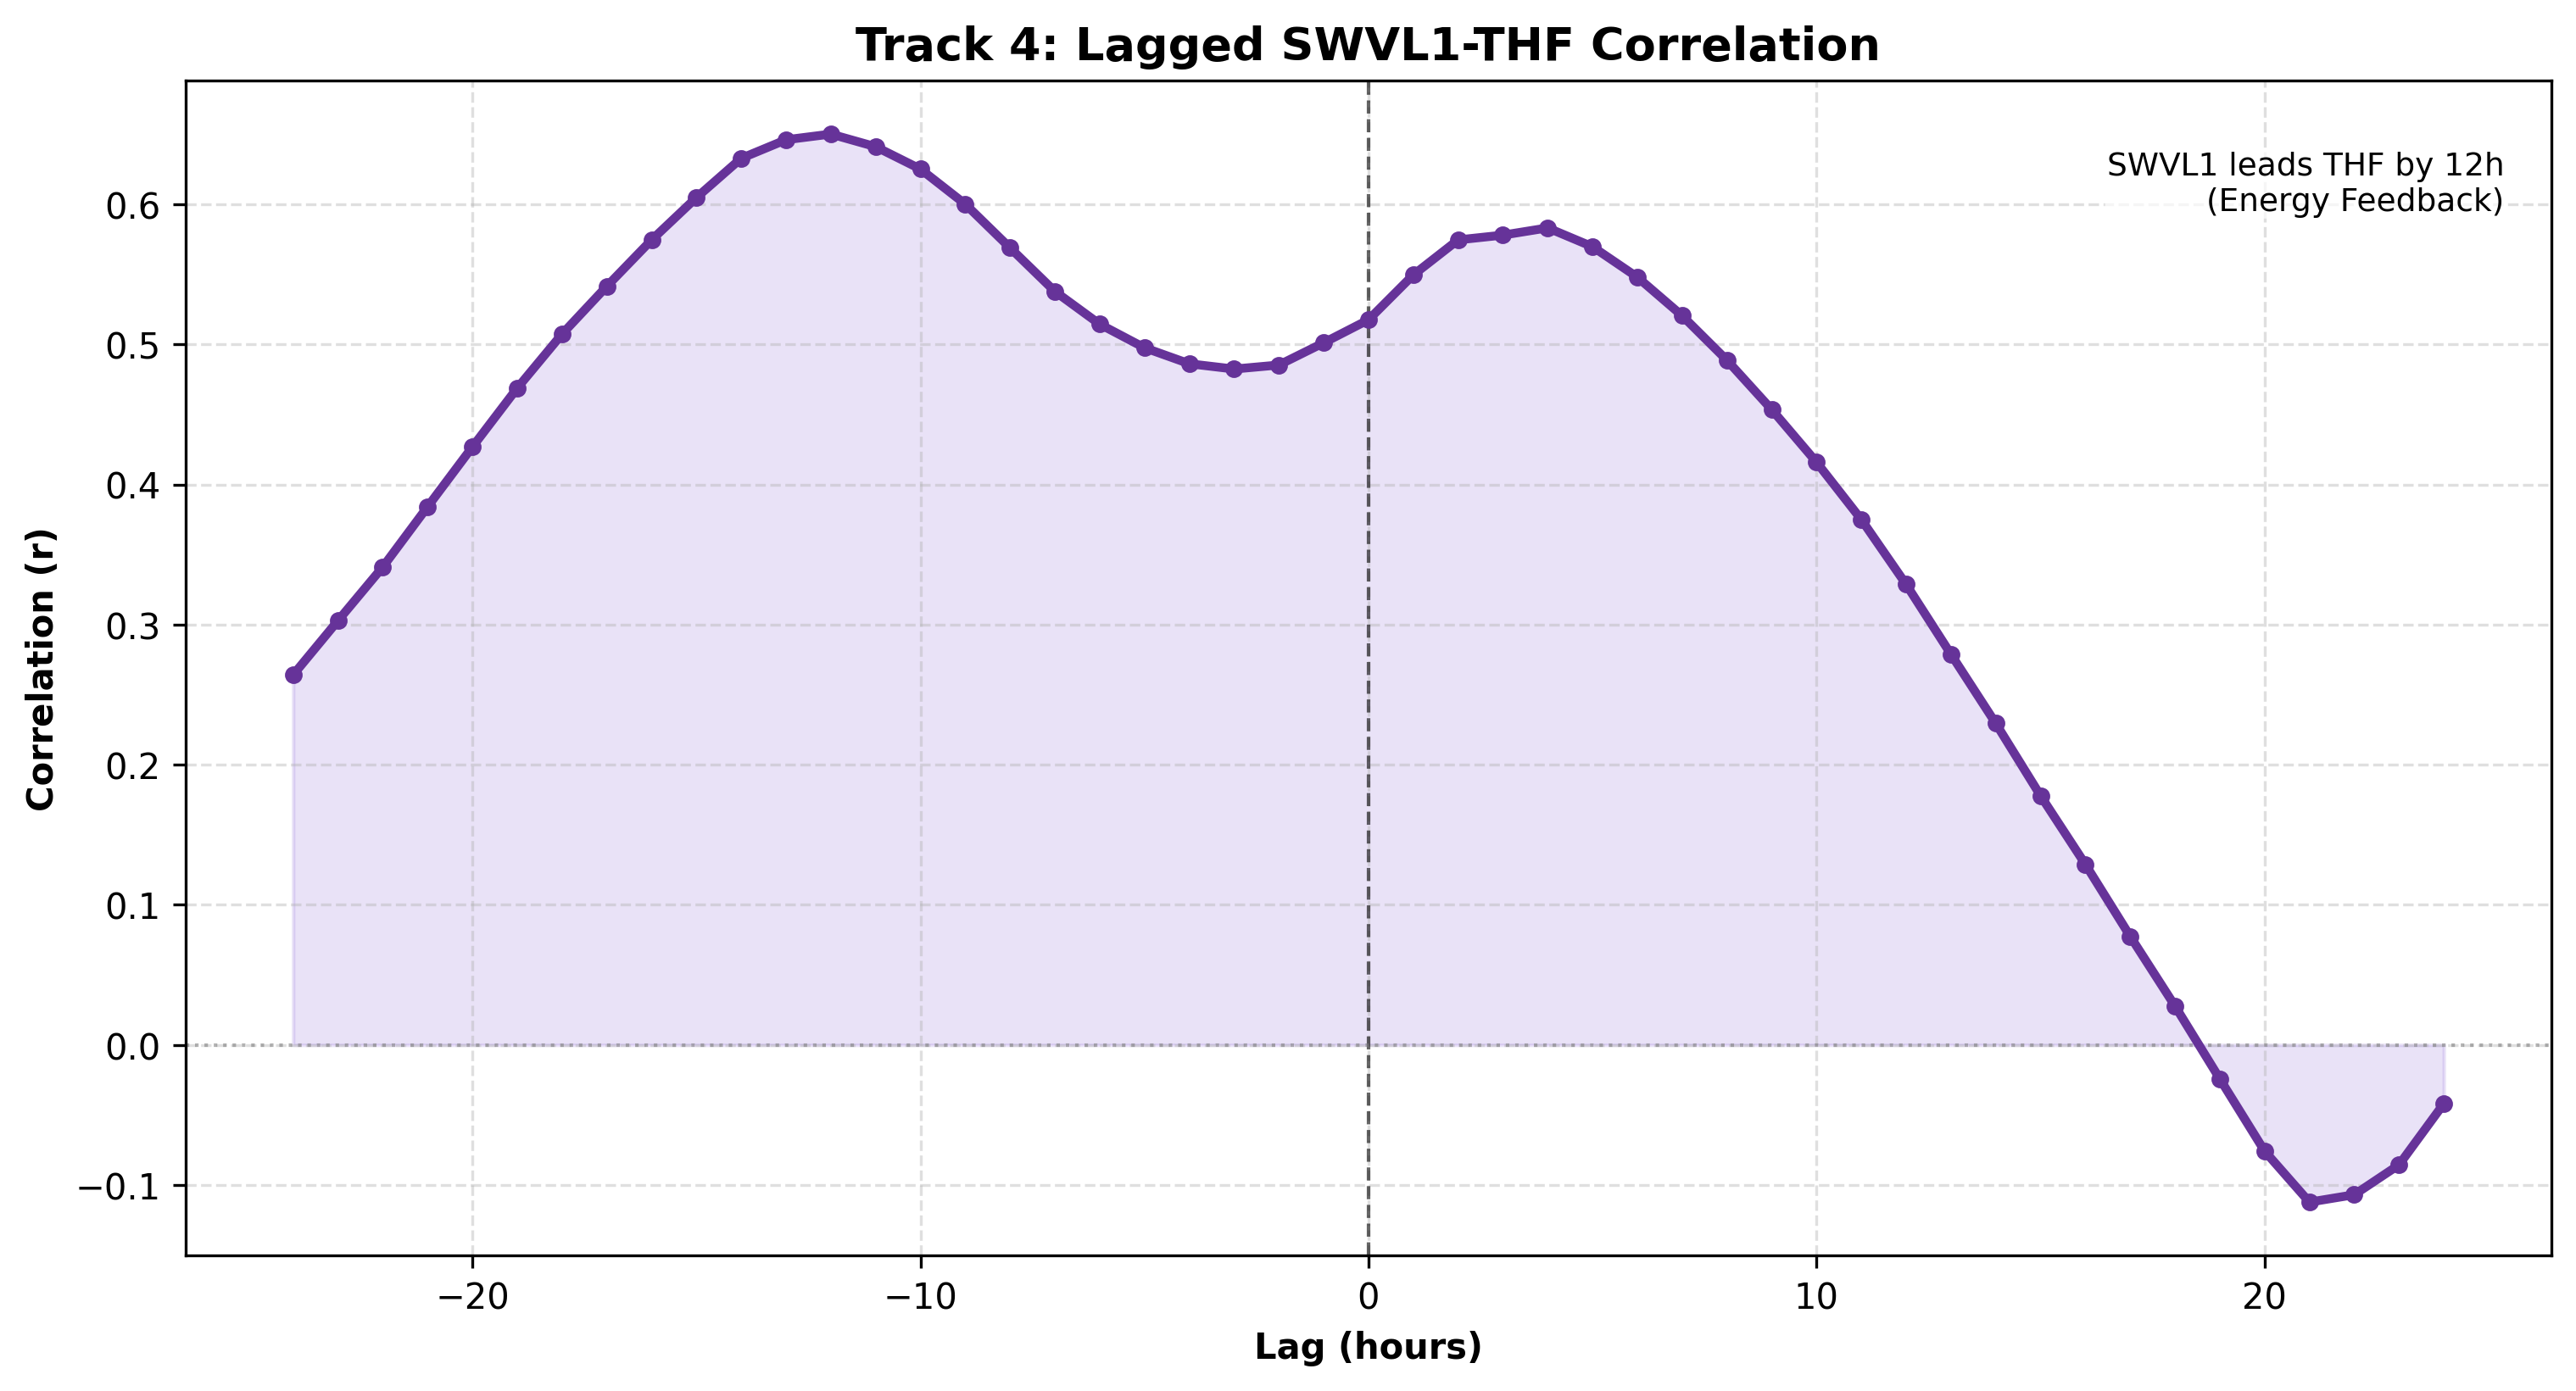 Track 4: Lagged SWVL1-THF Correlation
SWVL1 leads THF by 12h
(Energy Feedback)
Correlation (r)
0.6
0.5
0.4
0.3
0.2
0.1
0.0
−0.1
−20
−10
0
10
20
Lag (hours)